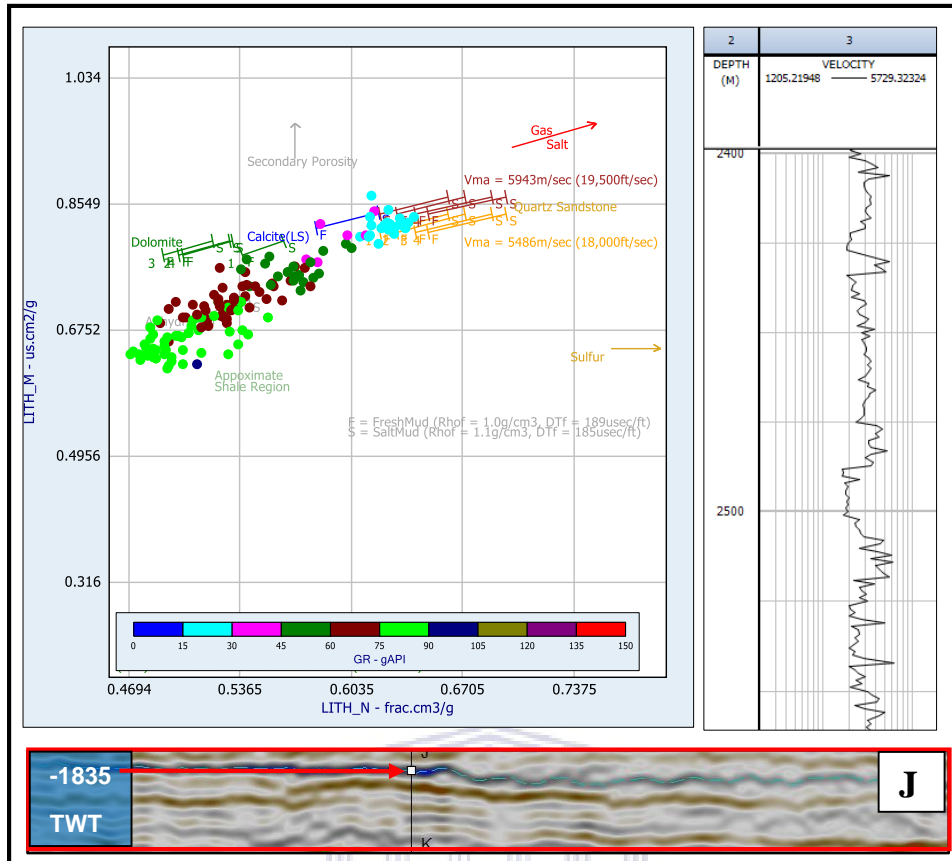 1.034
0.8549
0.6752
0.4956
0.316
LITH_M - us.cm2/g
Gas
Salt
Secondary Porosity
Vma = 5943m/sec (19,500ft/sec)
Quartz Sandstone
Vma = 5486m/sec (18,000ft/sec)
Calcite(LS)
F
Dolomite
S
S
S
3
F
1
F
S
S
S
S
F
F
Sulfur
Appoximate
Shale Region
F = FreshMud (Rhof = 1.0g/cm3, DTf = 189usec/ft)
S = SaltMud (Rhof = 1.1g/cm3, DTf = 185usec/ft)
0 15 30 45 60 75 90 105 120 135 150
GR - gAPI
0.4694 0.5365 0.6035 0.6705 0.7375
LITH_N - frac.cm3/g
2 3
DEPTH
(M)
VELOCITY
1205.21948 5729.32324
2400
2500
-1835
TWT
J
K
J